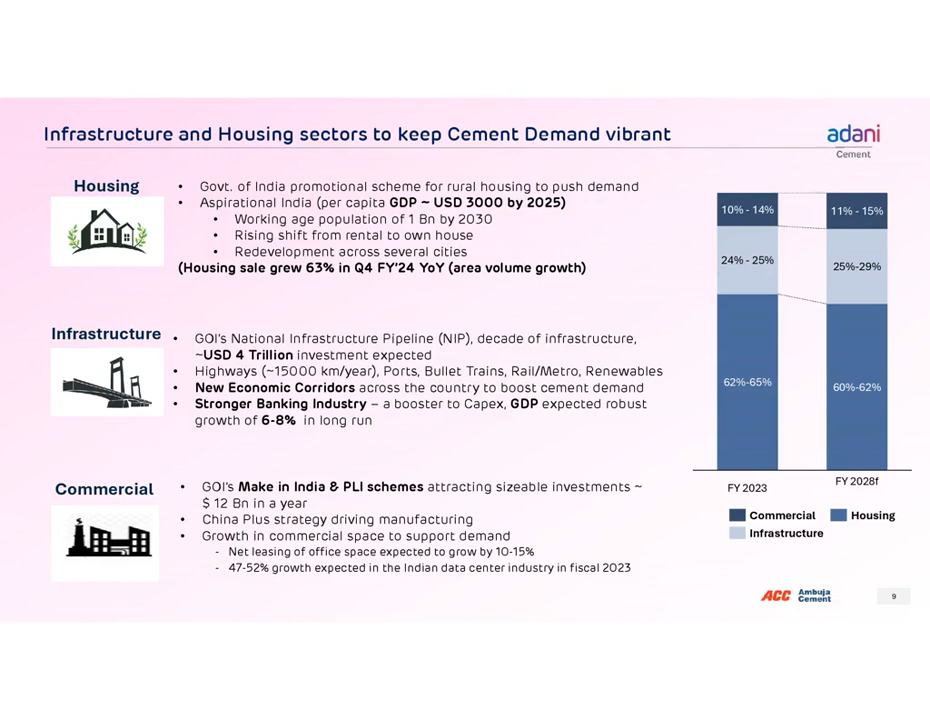 Infrastructure and Housing sectors to keep Cement Demand vibrant
adani
Cement
Housing
• Govt. of India promotional scheme for rural housing to push demand
• Aspirational India (per capita GDP ~ USD 3000 by 2025)
• Working age population of 1 Bn by 2030
• Rising shift from rental to own house
• Redevelopment across several cities
(Housing sale grew 63% in Q4 FY'24 YoY (area volume growth)
Infrastructure
• GOI's National Infrastructure Pipeline (NIP), decade of infrastructure,
~USD 4 Trillion investment expected
• Highways (~15000 km/year), Ports, Bullet Trains, Rail/Metro, Renewables
• New Economic Corridors across the country to boost cement demand
• Stronger Banking Industry – a booster to Capex, GDP expected robust
growth of 6-8% in long run
Commercial
• GOI's Make in India & PLI schemes attracting sizeable investments ~
$ 12 Bn in a year
• China Plus strategy driving manufacturing
• Growth in commercial space to support demand
- Net leasing of office space expected to grow by 10-15%
- 47-52% growth expected in the Indian data center industry in fiscal 2023
10% - 14%
11% - 15%
24% - 25%
25%-29%
62%-65%
60%-62%
FY 2023
FY 2028f
Commercial
Housing
Infrastructure
ACC
Ambuja
Cement
9